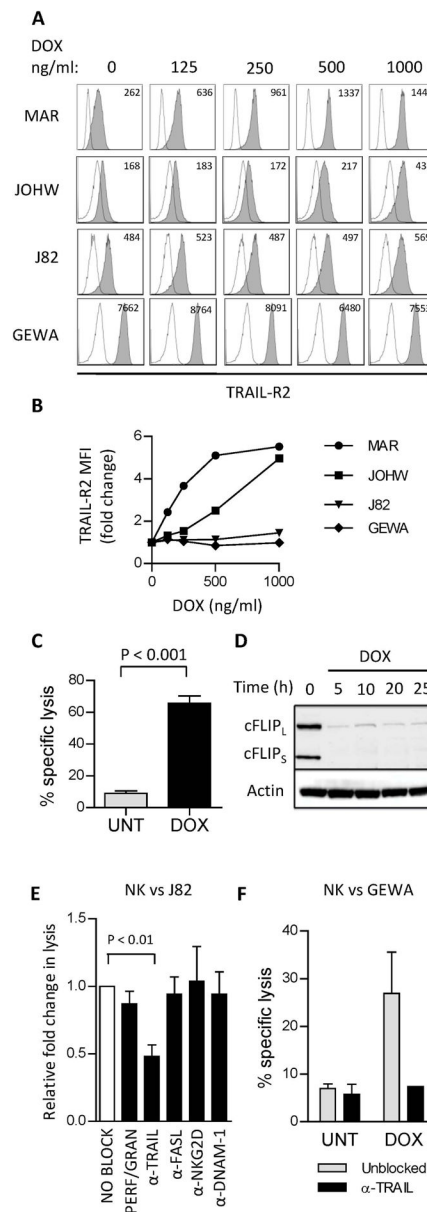 A
DOX
ng/ml: 0 125 250 500 1000
MAR 262 636 961 1337 144
JOHW 168 183 172 217 43
J82 484 523 487 497 569
GEWA 7662 8764 8091 6480 7553
TRAIL-R2
B
TRAIL-R2 MFI
(fold change)
6
4
2
0
0 500 1000
DOX (ng/ml)
MAR
JOHW
J82
GEWA
C
P < 0.001
% specific lysis
80
60
40
20
0
UNT DOX
D
DOX
Time (h) 0 5 10 20 25
cFLIPL
cFLIPS
Actin
E
NK vs J82
P < 0.01
Relative fold change in lysis
1.5
1.0
0.5
0.0
NO BLOCK
PERF/GRAN
α-TRAIL
α-FASL
α-NKG2D
α-DNAM-1
F
NK vs GEWA
% specific lysis
40
30
20
10
0
UNT DOX
Unblocked
α-TRAIL